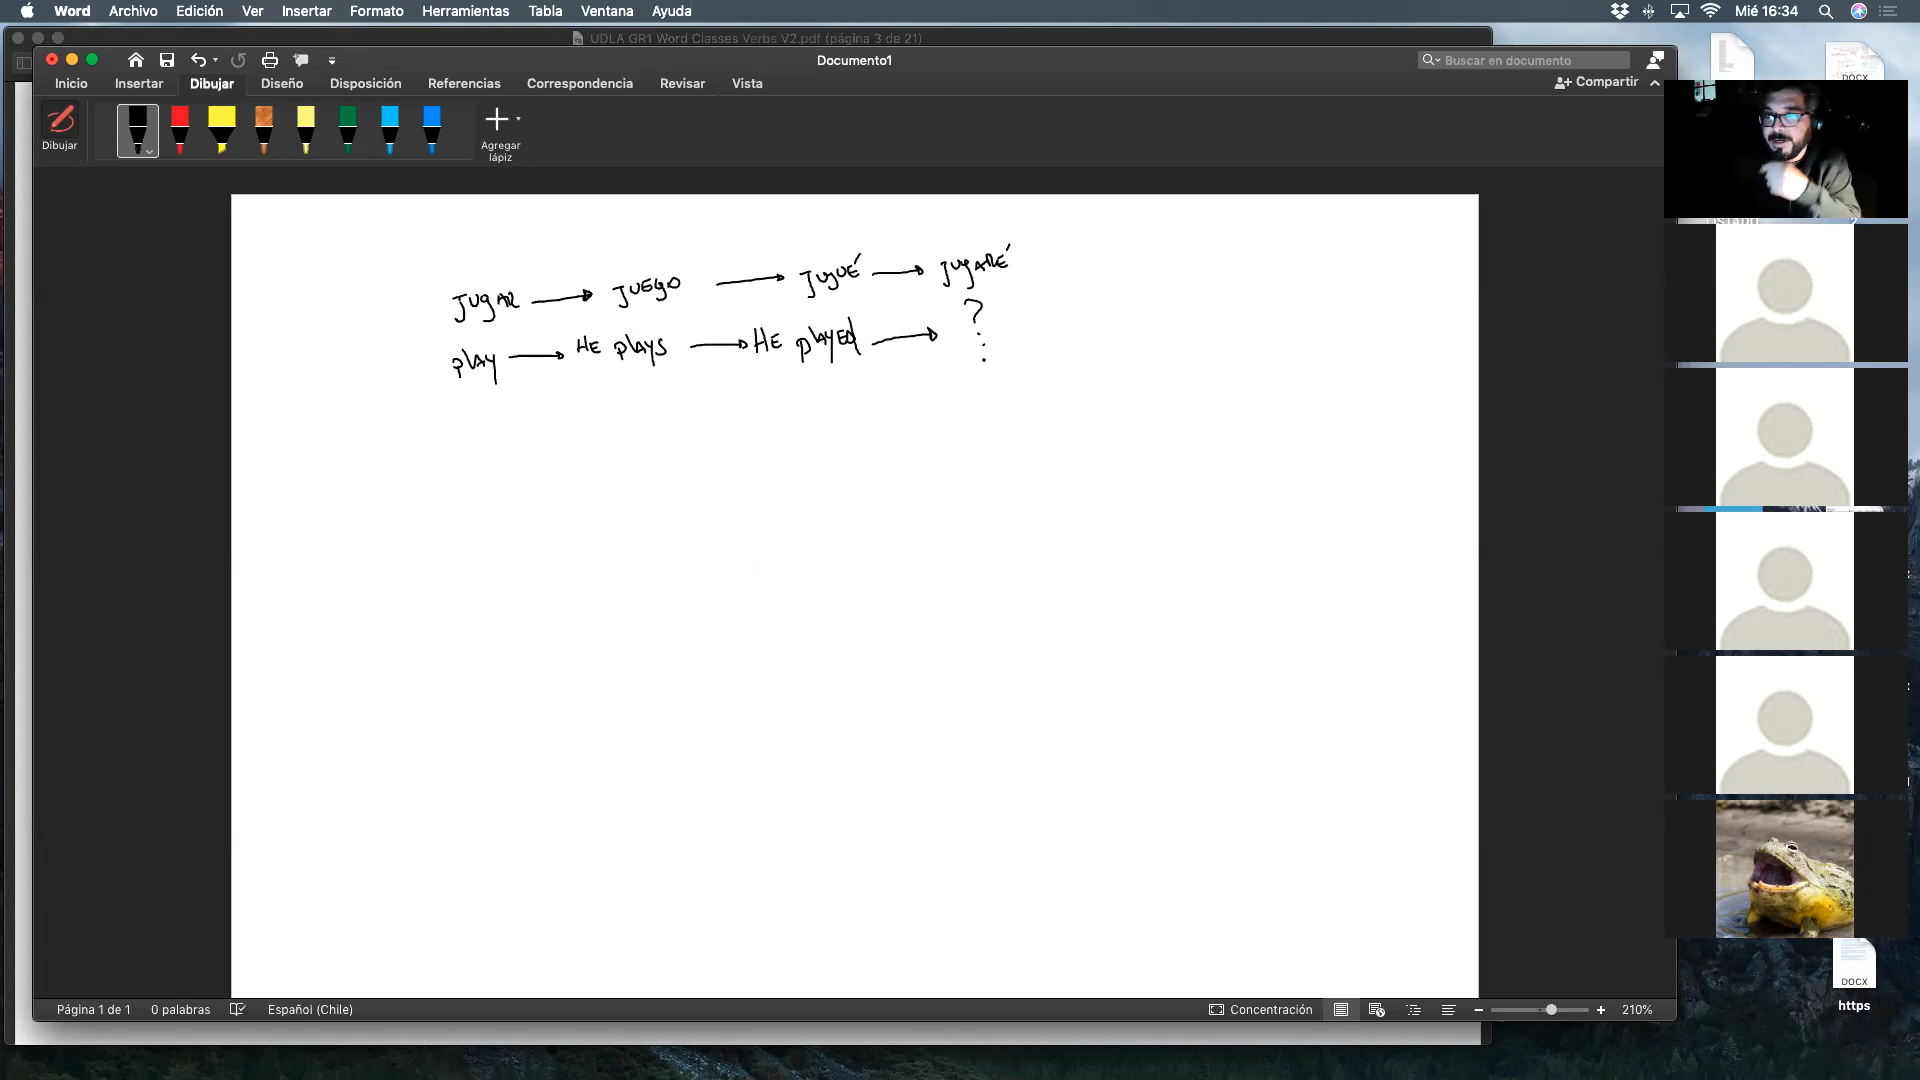 Word Archivo Edición Ver Insertar Formato Herramientas Tabla Ventana Ayuda Mié 16:34
UDLA GR1 Word Classes Verbs V2.pdf (página 3 de 21)
Documento1 Buscar en documento
Inicio Insertar Dibujar Diseño Disposición Referencias Correspondencia Revisar Vista Compartir
DOCX
Dibujar
Agregar
lápiz
LISTADO
JUGAR → JUEGO → JUGUÉ → JUGARÉ
PLAY → HE PLAYS → HE PLAYED → ?
DOCX
https
Página 1 de 1 0 palabras Español (Chile) Concentración 210%